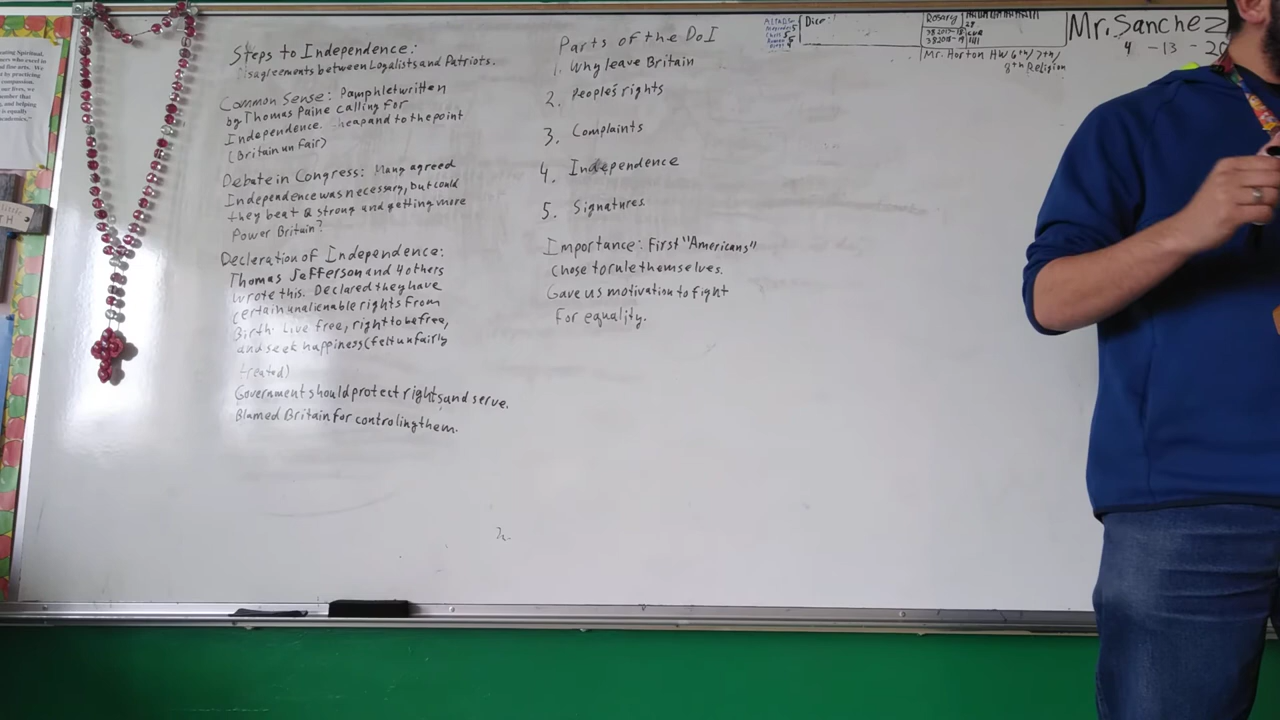 Steps to Independence:
Disagreements between Loyalists and Patriots.
Common Sense: Pamphlet written
by Thomas Paine calling for
Independence. Cheap and to the point
(Britain unfair)
Debate in Congress: Many agreed
Independence was necessary, but could
they beat a strong and getting more
Power Britain?
Decleration of Independence:
Thomas Jefferson and 4 others
wrote this. Declared they have
certain unalienable rights from
Birth. Live free, right to be free,
and seek happiness (felt unfairly
treated)
Government should protect rights and serve.
Blamed Britain for controling them.
Parts of the DoI
1. Why leave Britain
2. People's rights
3. Complaints
4. Independence
5. Signatures
Importance: First "Americans"
chose to rule themselves.
Gave us motivation to fight
for equality.
Dice:
Rosary
Mr. Horton HW 6th/7th/
8th Religion
Mr. Sanchez
4-13-20